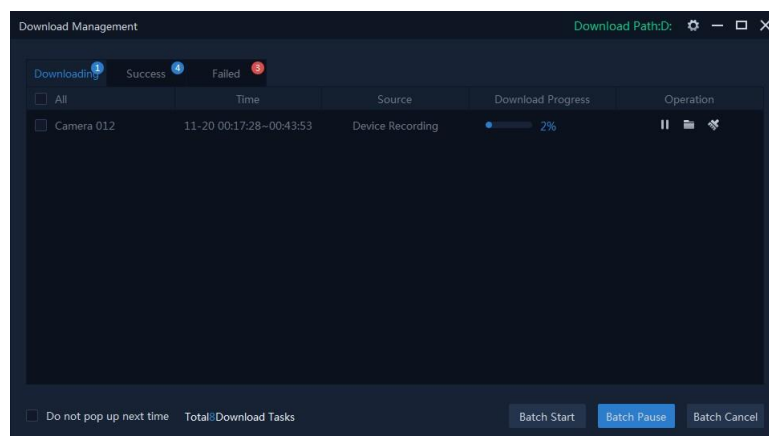 Download Management Download Path:D:
Downloading 1 Success 4 Failed 3
All Time Source Download Progress Operation
Camera 012 11-20 00:17:28~00:43:53 Device Recording 2%
Do not pop up next time Total8Download Tasks Batch Start Batch Pause Batch Cancel